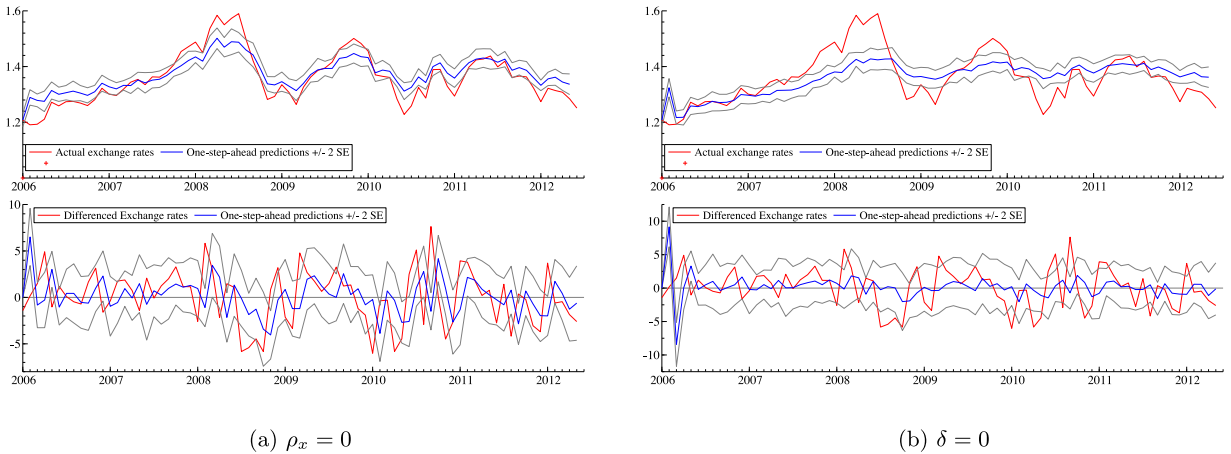 1.6
1.4
1.2
Actual exchange rates One-step-ahead predictions +/- 2 SE
2006 2007 2008 2009 2010 2011 2012
10
Differenced Exchange rates One-step-ahead predictions +/- 2 SE
5
0
-5
2006 2007 2008 2009 2010 2011 2012
(a) ρx = 0
1.6
1.4
1.2
Actual exchange rates One-step-ahead predictions +/- 2 SE
2006 2007 2008 2009 2010 2011 2012
Differenced Exchange rates One-step-ahead predictions +/- 2 SE
10
5
0
-5
-10
2006 2007 2008 2009 2010 2011 2012
(b) δ = 0